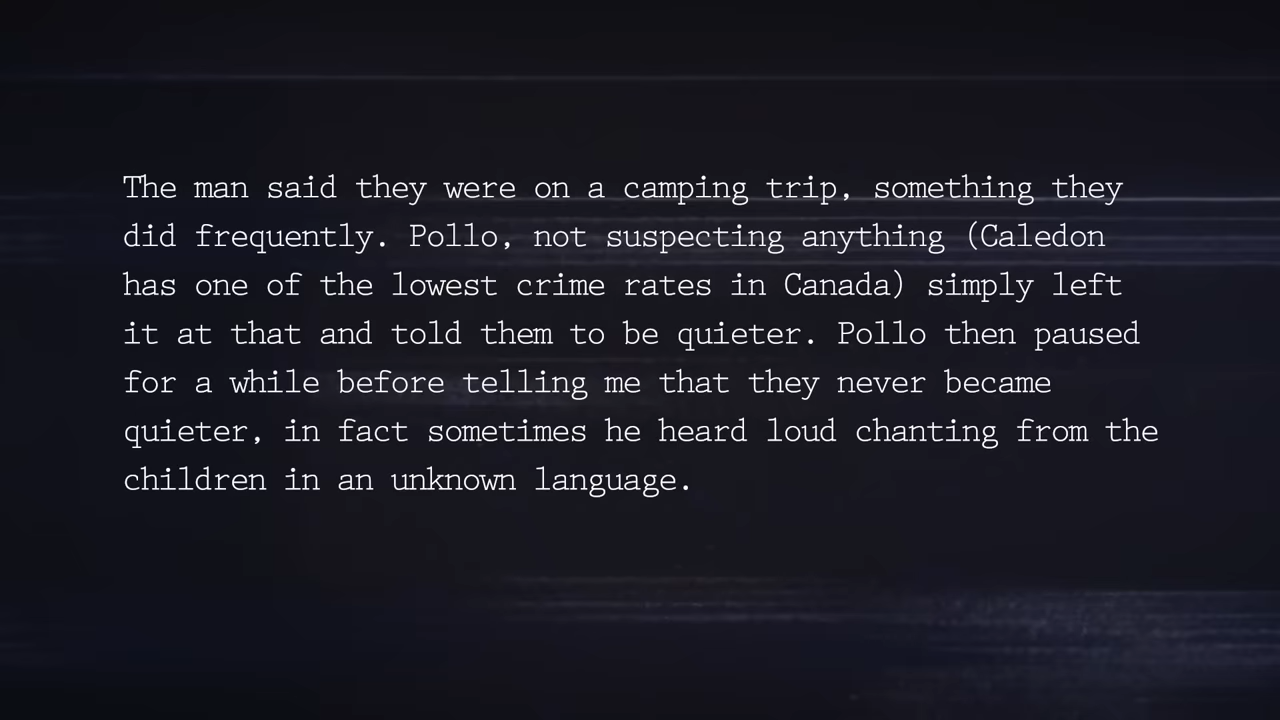 The man said they were on a camping trip, something they
did frequently. Pollo, not suspecting anything (Caledon
has one of the lowest crime rates in Canada) simply left
it at that and told them to be quieter. Pollo then paused
for a while before telling me that they never became
quieter, in fact sometimes he heard loud chanting from the
children in an unknown language.